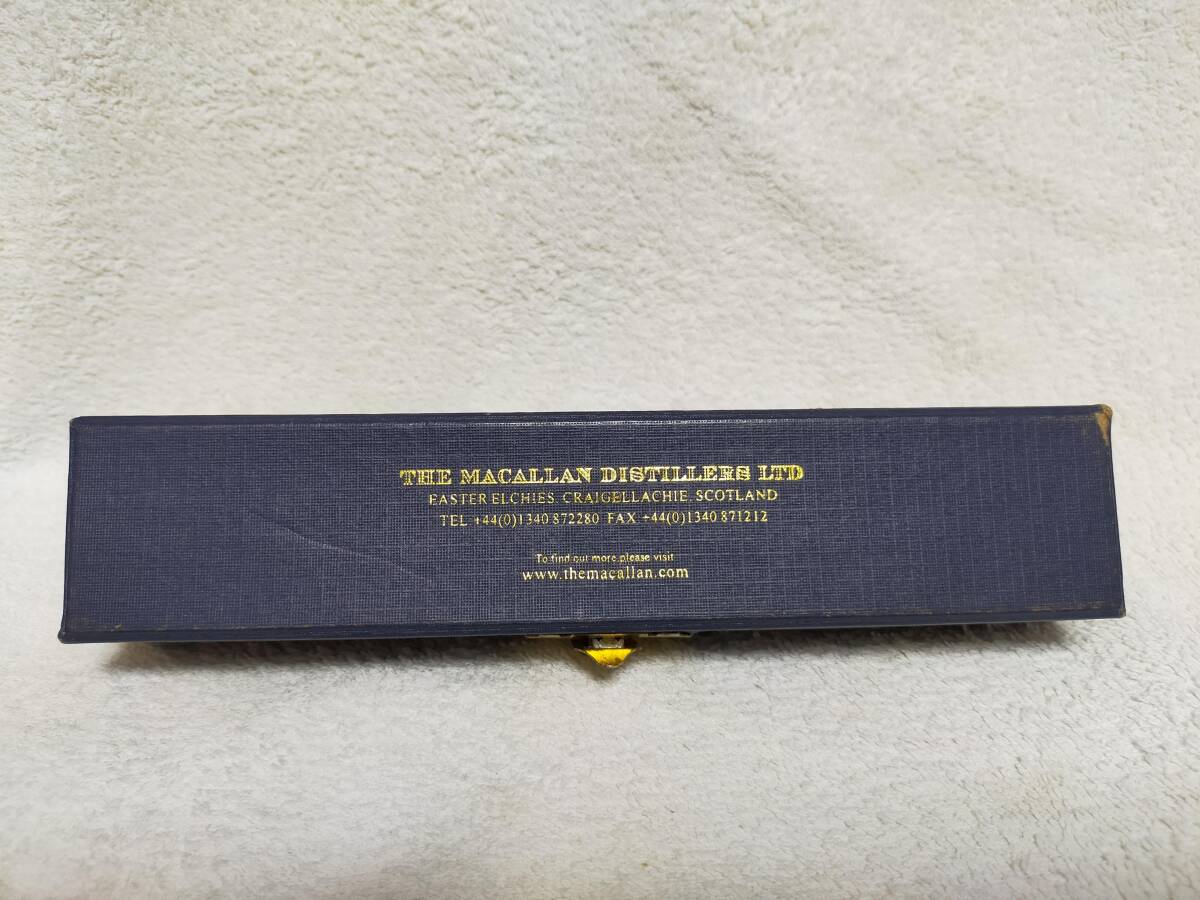 THE MACALLAN DISTILLERS LTD
EASTER ELCHIES, CRAIGELLACHIE, SCOTLAND
TEL +44(0)1340 872280 FAX +44(0)1340 871212
To find out more please visit
www.themacallan.com